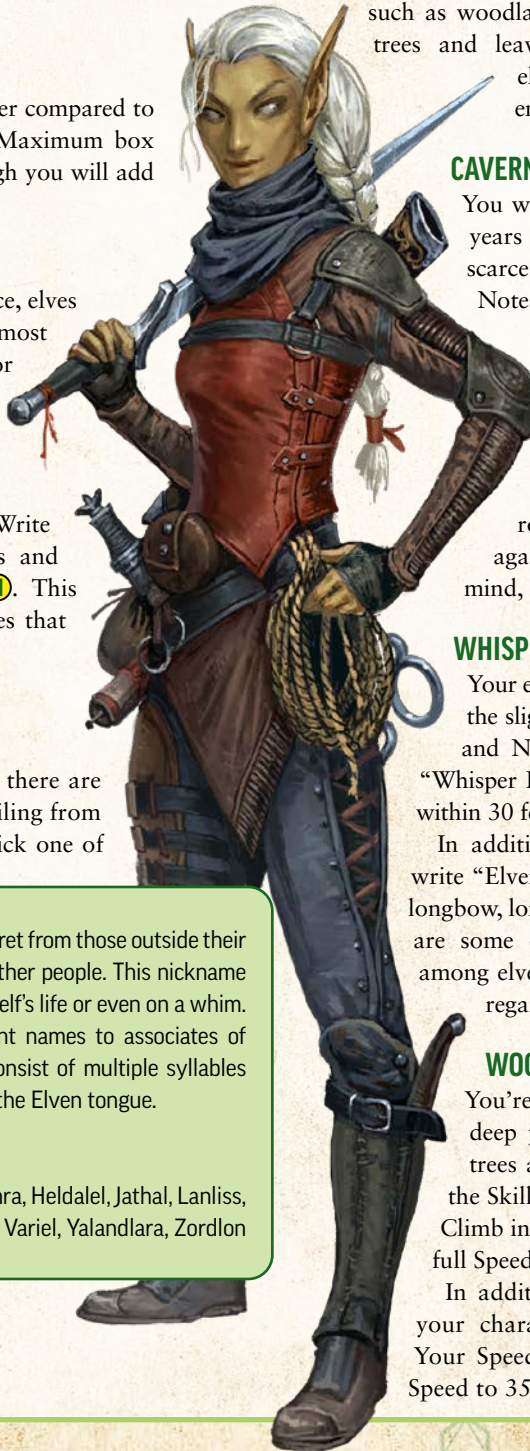 er compared to
Maximum box
gh you will add
ce, elves
most
or
Write
s and
. This
es that
there are
iling from
ick one of
ret from those outside their
ther people. This nickname
elf's life or even on a whim.
nt names to associates of
onsist of multiple syllables
the Elven tongue.
ra, Heldalel, Jathal, Lanliss,
Variel, Yalandlara, Zordlon
such as woodla
trees and leav
el
en
CAVERN
You w
years
scarce
Note
re
aga
mind,
WHISP
Your e
the slig
and N
"Whisper
within 30 fe
In additi
write "Elven
longbow, lon
are some
among elve
rega
WOO
You're
deep
trees a
the Skill
Climb in
full Speed
In addit
your chara
Your Speed
Speed to 35